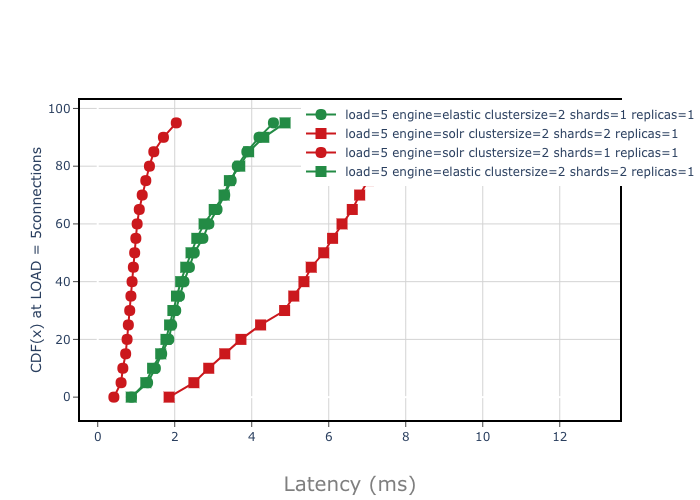 load=5 engine=elastic clustersize=2 shards=1 replicas=1
load=5 engine=solr clustersize=2 shards=2 replicas=1
load=5 engine=solr clustersize=2 shards=1 replicas=1
load=5 engine=elastic clustersize=2 shards=2 replicas=1
CDF(x) at LOAD = 5connections
100
80
60
40
20
0
0 2 4 6 8 10 12
Latency (ms)